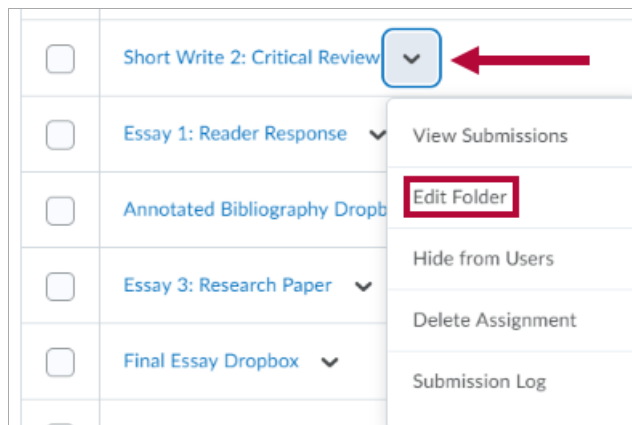 Short Write 2: Critical Review
Essay 1: Reader Response
Annotated Bibliography Dropb
Essay 3: Research Paper
Final Essay Dropbox
View Submissions
Edit Folder
Hide from Users
Delete Assignment
Submission Log